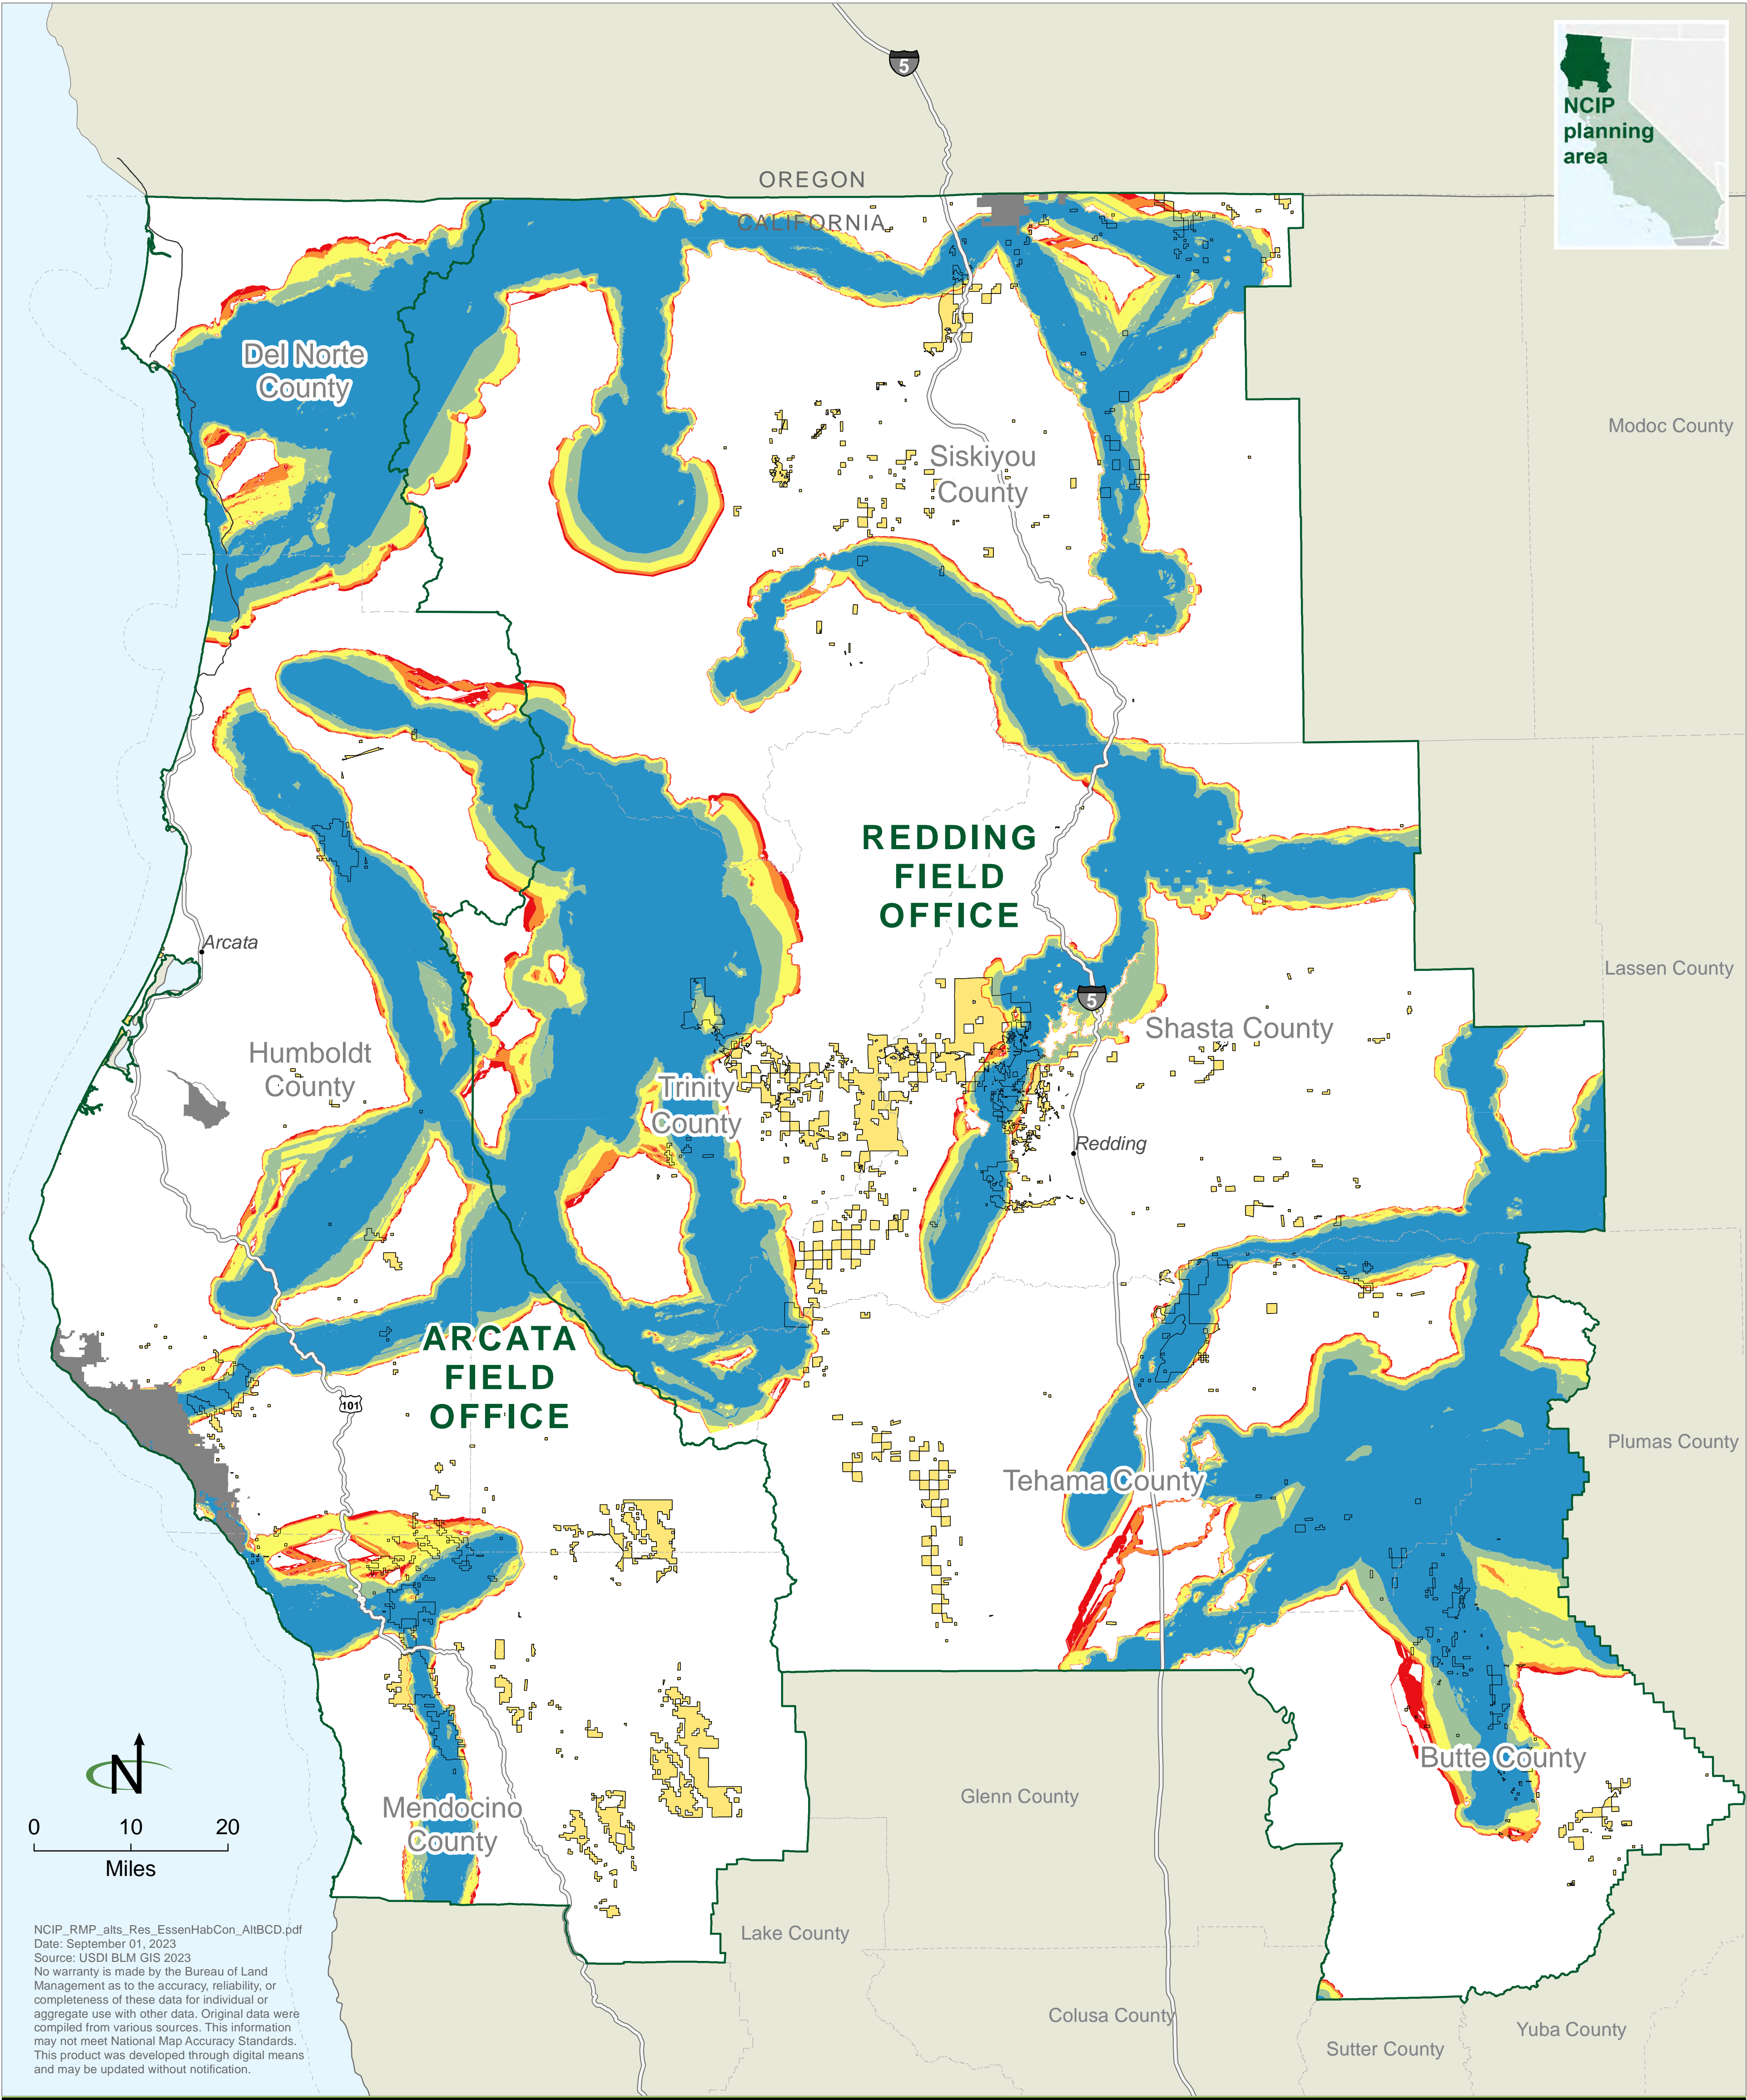 5
NCIP
planning
area
OREGON
CALIFORNIA
Del Norte
County
Modoc County
Siskiyou
County
REDDING
FIELD
OFFICE
Arcata
Lassen County
5
Shasta County
Humboldt
County
Trinity
County
Redding
ARCATA
FIELD
OFFICE
101
Plumas County
Tehama County
Butte County
N
Glenn County
Mendocino
County
0 10 20
Miles
NCIP_RMP_alts_Res_EssenHabCon_AltBCD.pdf
Date: September 01, 2023
Source: USDI BLM GIS 2023
No warranty is made by the Bureau of Land
Management as to the accuracy, reliability, or
completeness of these data for individual or
aggregate use with other data. Original data were
compiled from various sources. This information
may not meet National Map Accuracy Standards.
This product was developed through digital means
and may be updated without notification.
Lake County
Colusa County
Yuba County
Sutter County